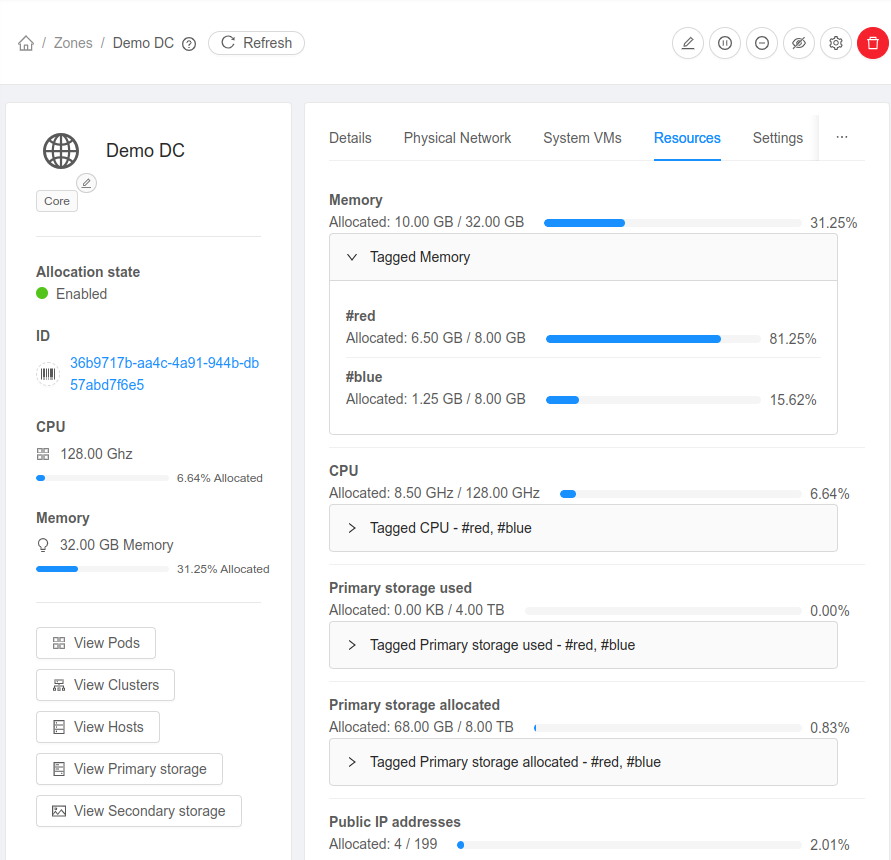 / Zones / Demo DC Refresh
Demo DC
Core
Allocation state
Enabled
ID
36b9717b-aa4c-4a91-944b-db
57abd7f6e5
CPU
128.00 Ghz
6.64% Allocated
Memory
32.00 GB Memory
31.25% Allocated
View Pods
View Clusters
View Hosts
View Primary storage
View Secondary storage
Details Physical Network System VMs Resources Settings ···
Memory
Allocated: 10.00 GB / 32.00 GB 31.25%
Tagged Memory
#red
Allocated: 6.50 GB / 8.00 GB 81.25%
#blue
Allocated: 1.25 GB / 8.00 GB 15.62%
CPU
Allocated: 8.50 GHz / 128.00 GHz 6.64%
Tagged CPU - #red, #blue
Primary storage used
Allocated: 0.00 KB / 4.00 TB 0.00%
Tagged Primary storage used - #red, #blue
Primary storage allocated
Allocated: 68.00 GB / 8.00 TB 0.83%
Tagged Primary storage allocated - #red, #blue
Public IP addresses
Allocated: 4 / 199 2.01%